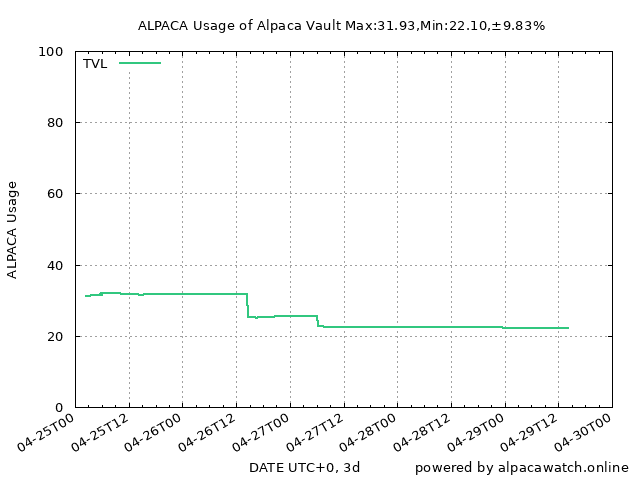 ALPACA Usage of Alpaca Vault Max:31.93,Min:22.10,±9.83%
100
TVL
80
60
ALPACA Usage
40
20
0
04-25T00
04-25T12
04-26T00
04-26T12
04-27T00
04-27T12
04-28T00
04-28T12
04-29T00
04-29T12
04-30T00
DATE UTC+0, 3d
powered by alpacawatch.online